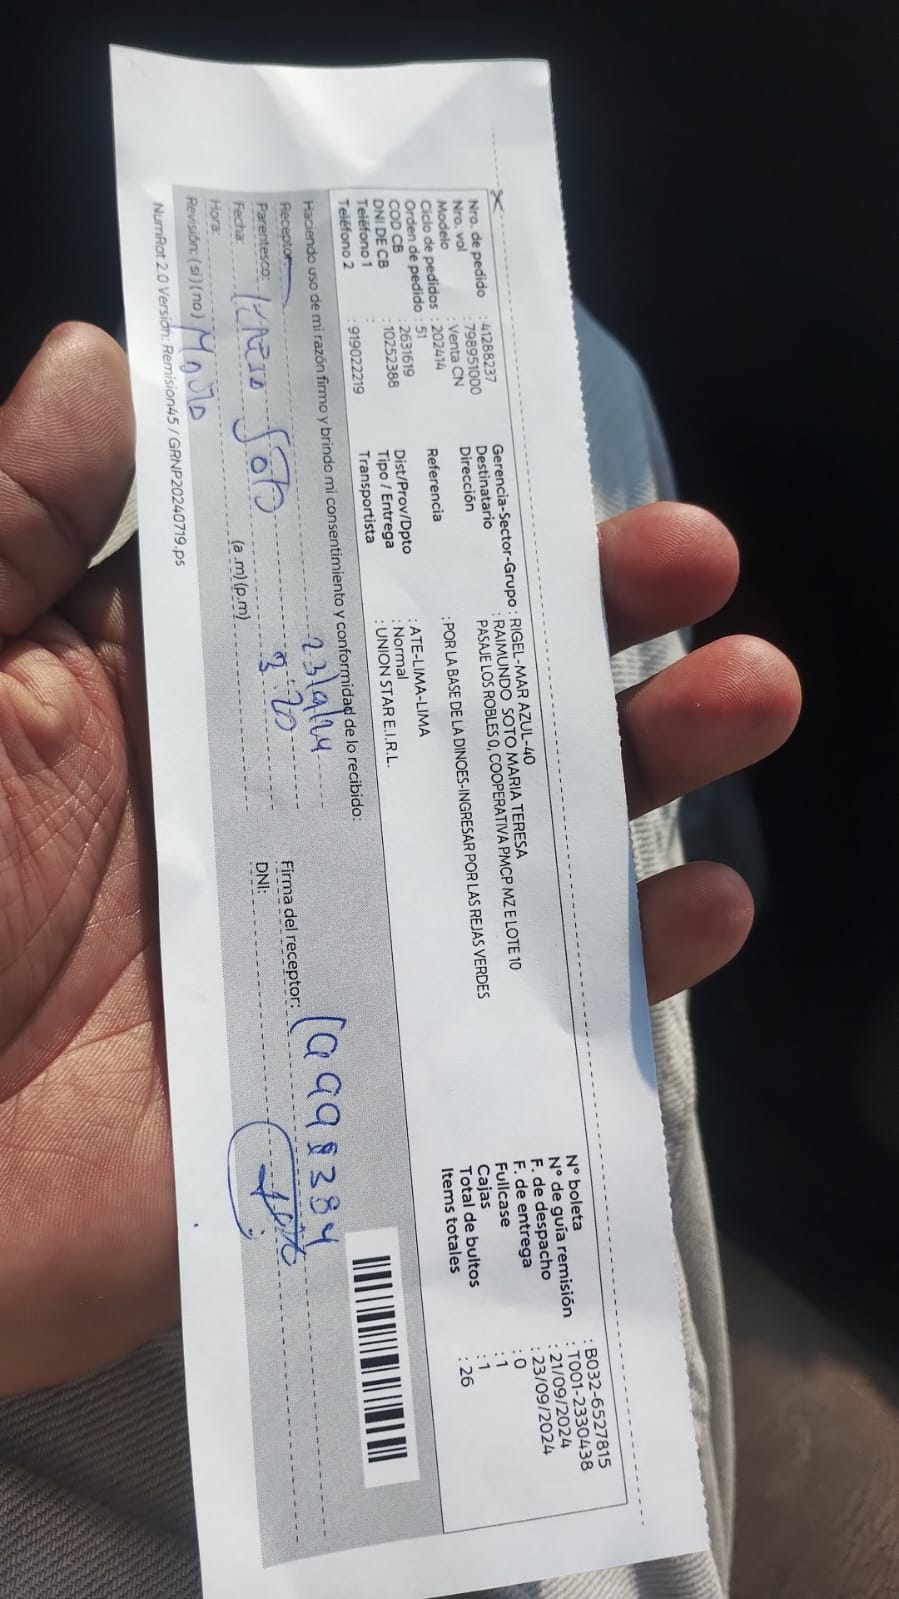 Nro. de pedido : 41288237
Nro. vol : 798951000
Modelo : Venta CN
Ciclo de pedidos : 202414
Orden de pedido : 51
COD CB : 2631619
DNI DE CB : 10252388
Teléfono 1
Teléfono 2 : 919022219
Gerencia-Sector-Grupo : RIGEL-MAR AZUL-40
Destinatario : RAIMUNDO SOTO MARIA TERESA
Dirección PASAJE LOS ROBLES 0, COOPERATIVA PMCP MZ E LOTE 10
Referencia : POR LA BASE DE LA DINOES-INGRESAR POR LAS REJAS VERDES
Dist/Prov/Dpto : ATE-LIMA-LIMA
Tipo / Entrega : Normal
Transportista : UNION STAR E.I.R.L.
N° boleta : B032-6527815
N° de guía remisión : T001-2330438
F. de despacho : 21/09/2024
F. de entrega : 23/09/2024
Fullcase : 0
Cajas : 1
Total de bultos : 1
Items totales : 26
Haciendo uso de mi razón firmo y brindo mi consentimiento y conformidad de lo recibido:
Receptor: 23/9/24
Parentesco: Soto 3:20
Fecha:
Hora: (a .m)(p.m)
Revisión: (si)(no)
Firma del receptor:
DNI:
NumRot 2.0 Versión: Remision45 / GRNP20240719.ps